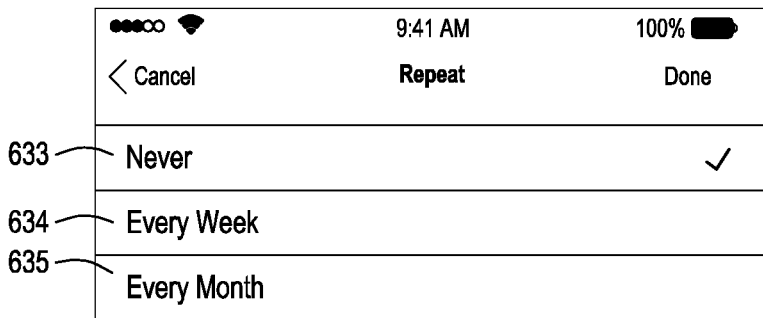 9:41 AM 100%
Cancel Repeat Done
633 Never
634 Every Week
635 Every Month